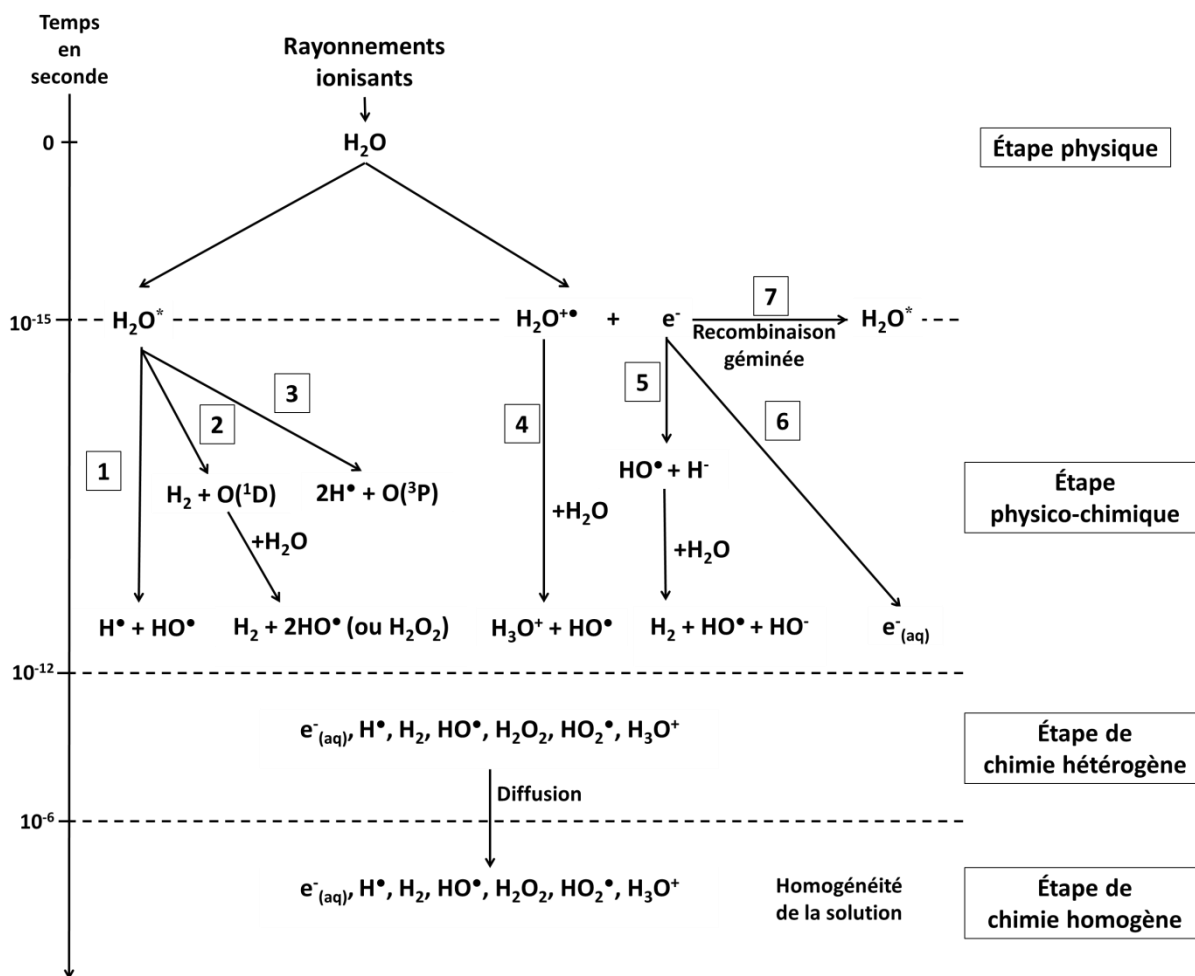 Temps
en
seconde
Rayonnements
ionisants
0
H₂O
Étape physique
10⁻¹⁵
H₂O*
H₂O⁺• + e⁻
7
Recombinaison
géminée
H₂O*
1
2
3
4
5
6
H₂ + O(¹D)
2H• + O(³P)
HO• + H⁻
Étape
physico-chimique
+H₂O
+H₂O
+H₂O
H• + HO•
H₂ + 2HO• (ou H₂O₂)
H₃O⁺ + HO•
H₂ + HO• + HO⁻
e⁻(aq)
10⁻¹²
e⁻(aq), H•, H₂, HO•, H₂O₂, HO₂•, H₃O⁺
Étape de
chimie hétérogène
Diffusion
10⁻⁶
e⁻(aq), H•, H₂, HO•, H₂O₂, HO₂•, H₃O⁺
Homogénéité
de la solution
Étape de
chimie homogène